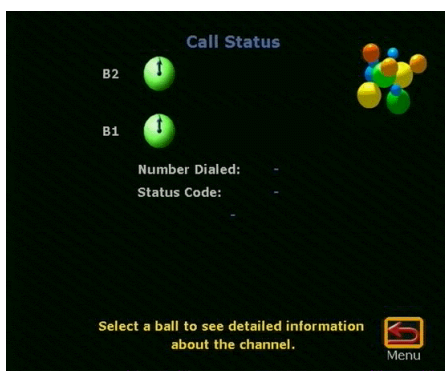 Call Status
B2
B1
Number Dialed: -
Status Code: -
-
Select a ball to see detailed information
about the channel.
Menu